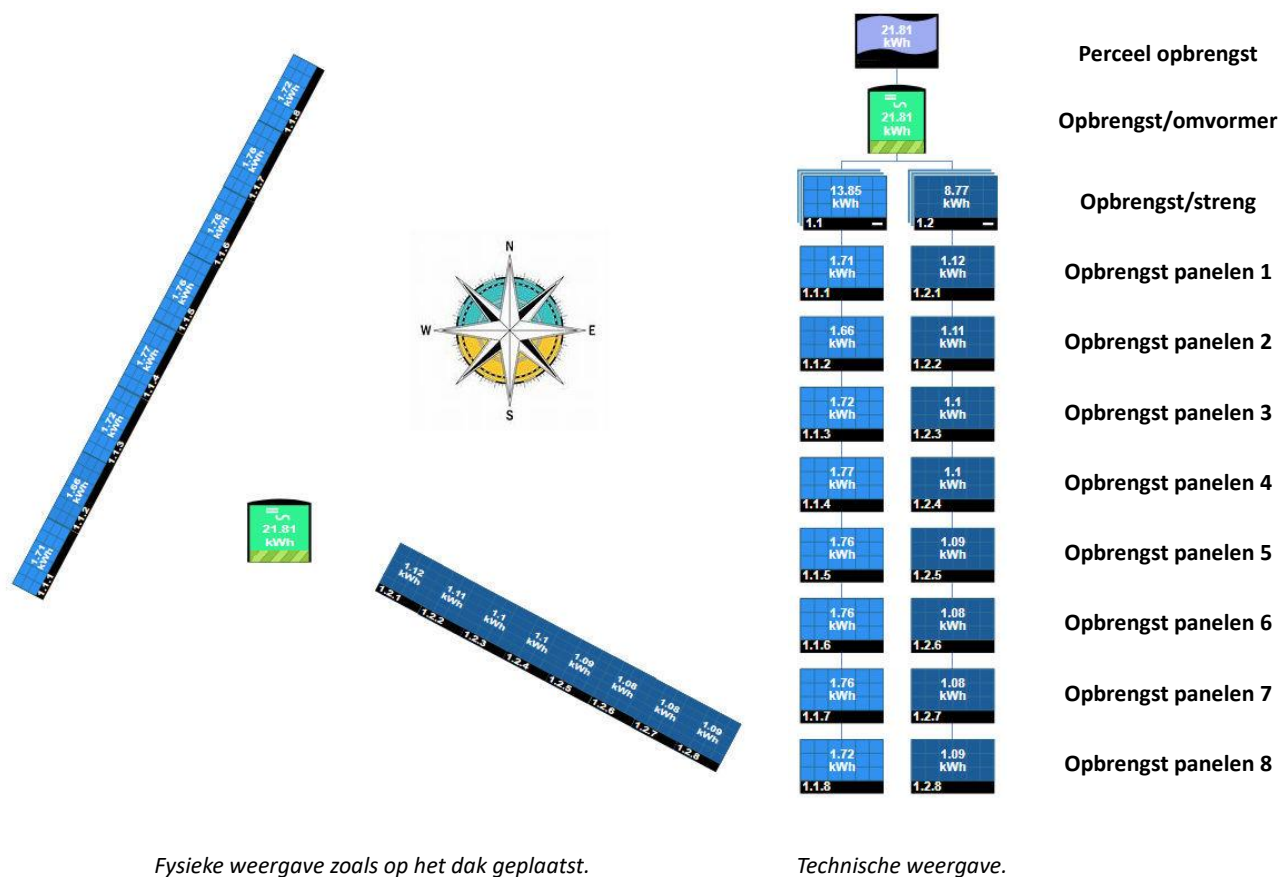 21.81
kWh
Perceel opbrengst
21.81
kWh
Opbrengst/omvormer
13.85
kWh
1.1
8.77
kWh
1.2
Opbrengst/streng
1.71
kWh
1.1.1
1.12
kWh
1.2.1
Opbrengst panelen 1
1.66
kWh
1.1.2
1.11
kWh
1.2.2
Opbrengst panelen 2
1.72
kWh
1.1.3
1.1
kWh
1.2.3
Opbrengst panelen 3
1.77
kWh
1.1.4
1.1
kWh
1.2.4
Opbrengst panelen 4
1.76
kWh
1.1.5
1.09
kWh
1.2.5
Opbrengst panelen 5
1.76
kWh
1.1.6
1.08
kWh
1.2.6
Opbrengst panelen 6
1.76
kWh
1.1.7
1.08
kWh
1.2.7
Opbrengst panelen 7
1.72
kWh
1.1.8
1.09
kWh
1.2.8
Opbrengst panelen 8
1.72
kWh
1.1.8
1.76
kWh
1.1.7
1.76
kWh
1.1.6
1.76
kWh
1.1.5
1.77
kWh
1.1.4
1.72
kWh
1.1.3
1.66
kWh
1.1.2
1.71
kWh
1.1.1
N
W
E
S
21.81
kWh
1.12
kWh
1.2.1
1.11
kWh
1.2.2
1.1
kWh
1.2.3
1.1
kWh
1.2.4
1.09
kWh
1.2.5
1.08
kWh
1.2.6
1.08
kWh
1.2.7
1.09
kWh
1.2.8
Fysieke weergave zoals op het dak geplaatst.
Technische weergave.